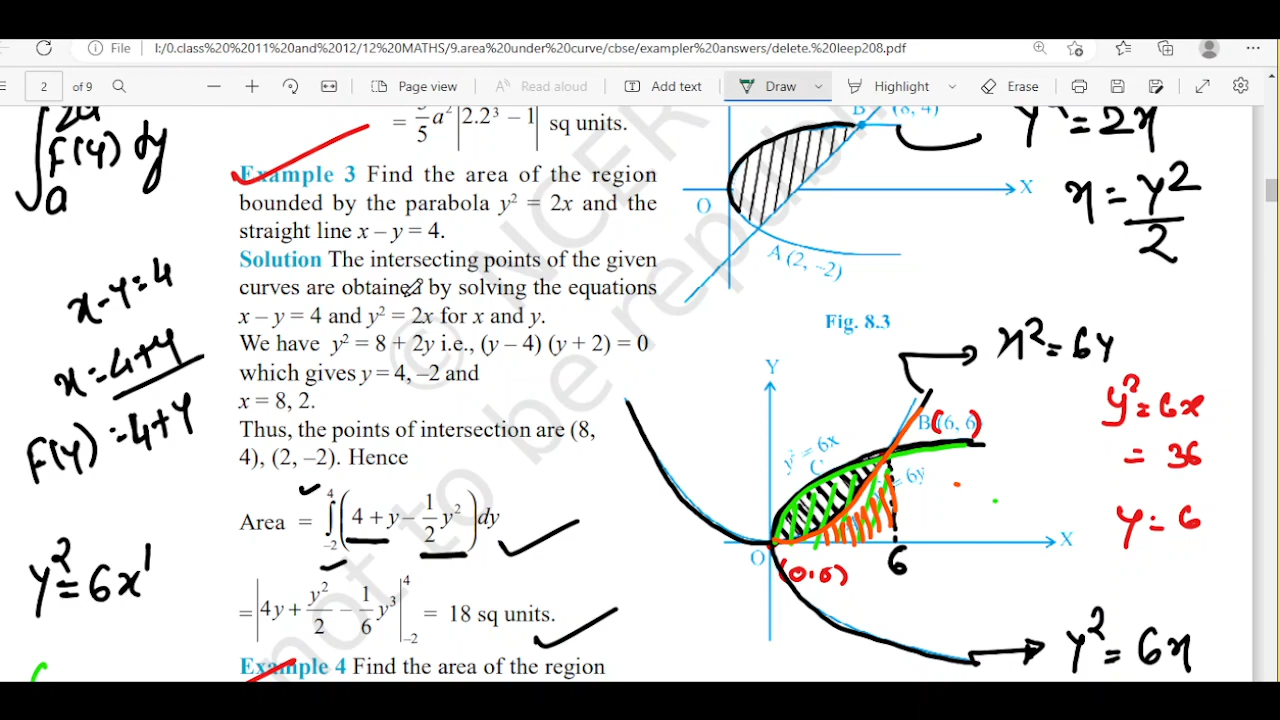 File
I:/0.class%20%2011%20and%2012/12 MATHS/9.area%20under%20curve/cbse/exampler%20answers/delete.%20leep208.pdf
2 of 9
Page view
Read aloud
Add text
Draw
Highlight
Erase
= 5 a² |2.2³ – 1| sq units.
Example 3 Find the area of the region
bounded by the parabola y² = 2x and the
straight line x – y = 4.
Solution The intersecting points of the given
curves are obtained by solving the equations
x – y = 4 and y² = 2x for x and y.
We have y² = 8 + 2y i.e., (y – 4) (y + 2) = 0
which gives y = 4, –2 and
x = 8, 2.
Thus, the points of intersection are (8,
4), (2, –2). Hence
Area = ∫₋₂⁴ (4 + y – 1/2 y²) dy
= |4y + y²/2 – 1/6 y³|₋₂⁴ = 18 sq units.
Example 4 Find the area of the region
∫ 2a a F(Y) dy
x-y=4
x=4+y
F(Y)=4+Y
y²=6x
B (8, 4)
X
O
A (2, –2)
Fig. 8.3
=2x
x=y²/2
Y
x²=6y
B (6, 6)
y² = 6x
C
= 6y
X
O
(0,0)
6
y²=6x
= 36
y=6
y²=6x
© NCER
not to be republ